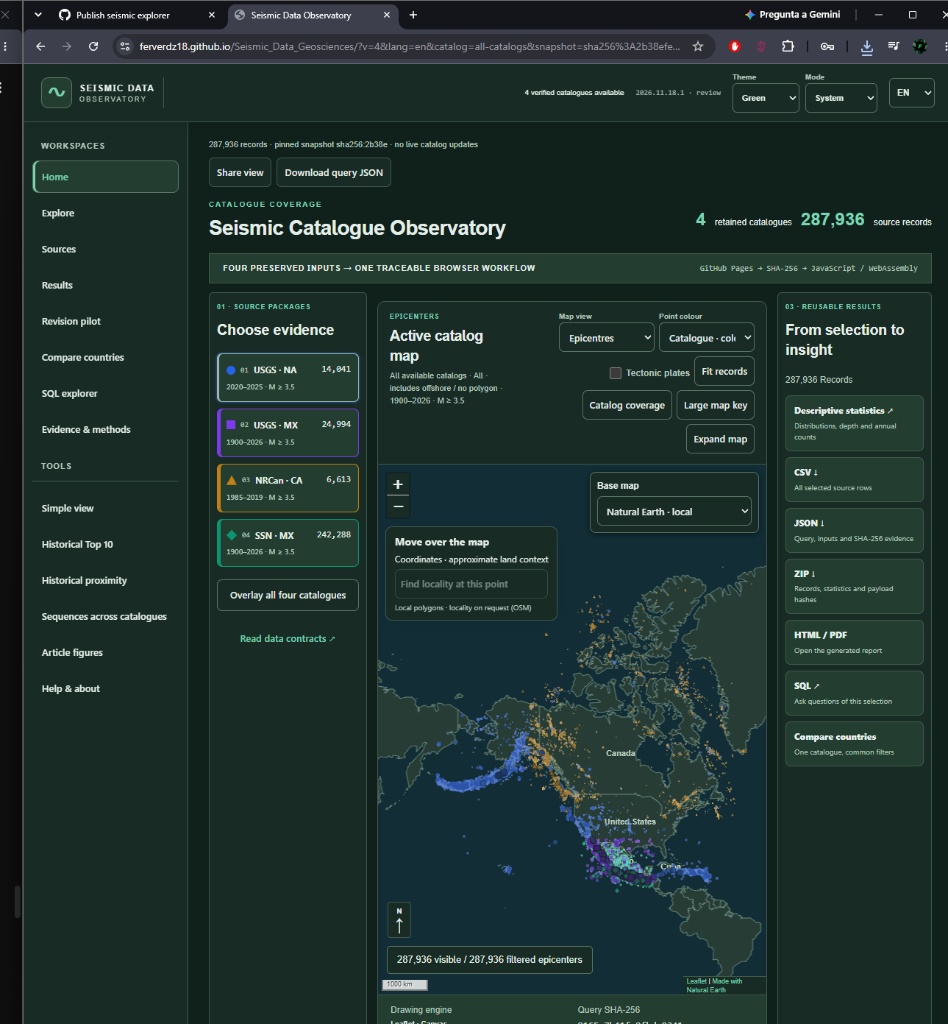 Publish seismic explorer
Seismic Data Observatory
Pregunta a Gemini
ferverdz18.github.io/Seismic_Data_Geosciences/?v=4&lang=en&catalog=all-catalogs&snapshot=sha256%3A2b38efe...
SEISMIC DATA
OBSERVATORY
4 verified catalogues available
2026.11.18.1 · review
Theme
Green
Mode
System
EN
WORKSPACES
Home
Explore
Sources
Results
Revision pilot
Compare countries
SQL explorer
Evidence & methods
TOOLS
Simple view
Historical Top 10
Historical proximity
Sequences across catalogues
Article figures
Help & about
287,936 records · pinned snapshot sha256:2b38e · no live catalog updates
Share view
Download query JSON
CATALOGUE COVERAGE
Seismic Catalogue Observatory
4 retained catalogues 287,936 source records
FOUR PRESERVED INPUTS → ONE TRACEABLE BROWSER WORKFLOW
GitHub Pages → SHA-256 → JavaScript / WebAssembly
01 · SOURCE PACKAGES
Choose evidence
01 USGS · NA 14,041
2020–2025 · M ≥ 3.5
02 USGS · MX 24,994
1900–2026 · M ≥ 3.5
03 NRCan · CA 6,613
1985–2019 · M ≥ 3.5
04 SSN · MX 242,288
1900–2026 · M ≥ 3.5
Overlay all four catalogues
Read data contracts ↗
EPICENTERS
Active catalog
map
All available catalogs · All ·
includes offshore / no polygon ·
1900–2026 · M ≥ 3.5
Map view
Epicentres
Point colour
Catalogue · colo
Tectonic plates
Fit records
Catalog coverage
Large map key
Expand map
+
−
Base map
Natural Earth · local
Move over the map
Coordinates · approximate land context
Find locality at this point
Local polygons · locality on request (OSM)
Canada
United States
N
287,936 visible / 287,936 filtered epicenters
1000 km
Leaflet | Made with
Natural Earth
Drawing engine
Leaflet · Canvas
Query SHA-256
03 · REUSABLE RESULTS
From selection to
insight
287,936 Records
Descriptive statistics ↗
Distributions, depth and annual
counts
CSV ↓
All selected source rows
JSON ↓
Query, inputs and SHA-256 evidence
ZIP ↓
Records, statistics and payload
hashes
HTML / PDF
Open the generated report
SQL ↗
Ask questions of this selection
Compare countries
One catalogue, common filters